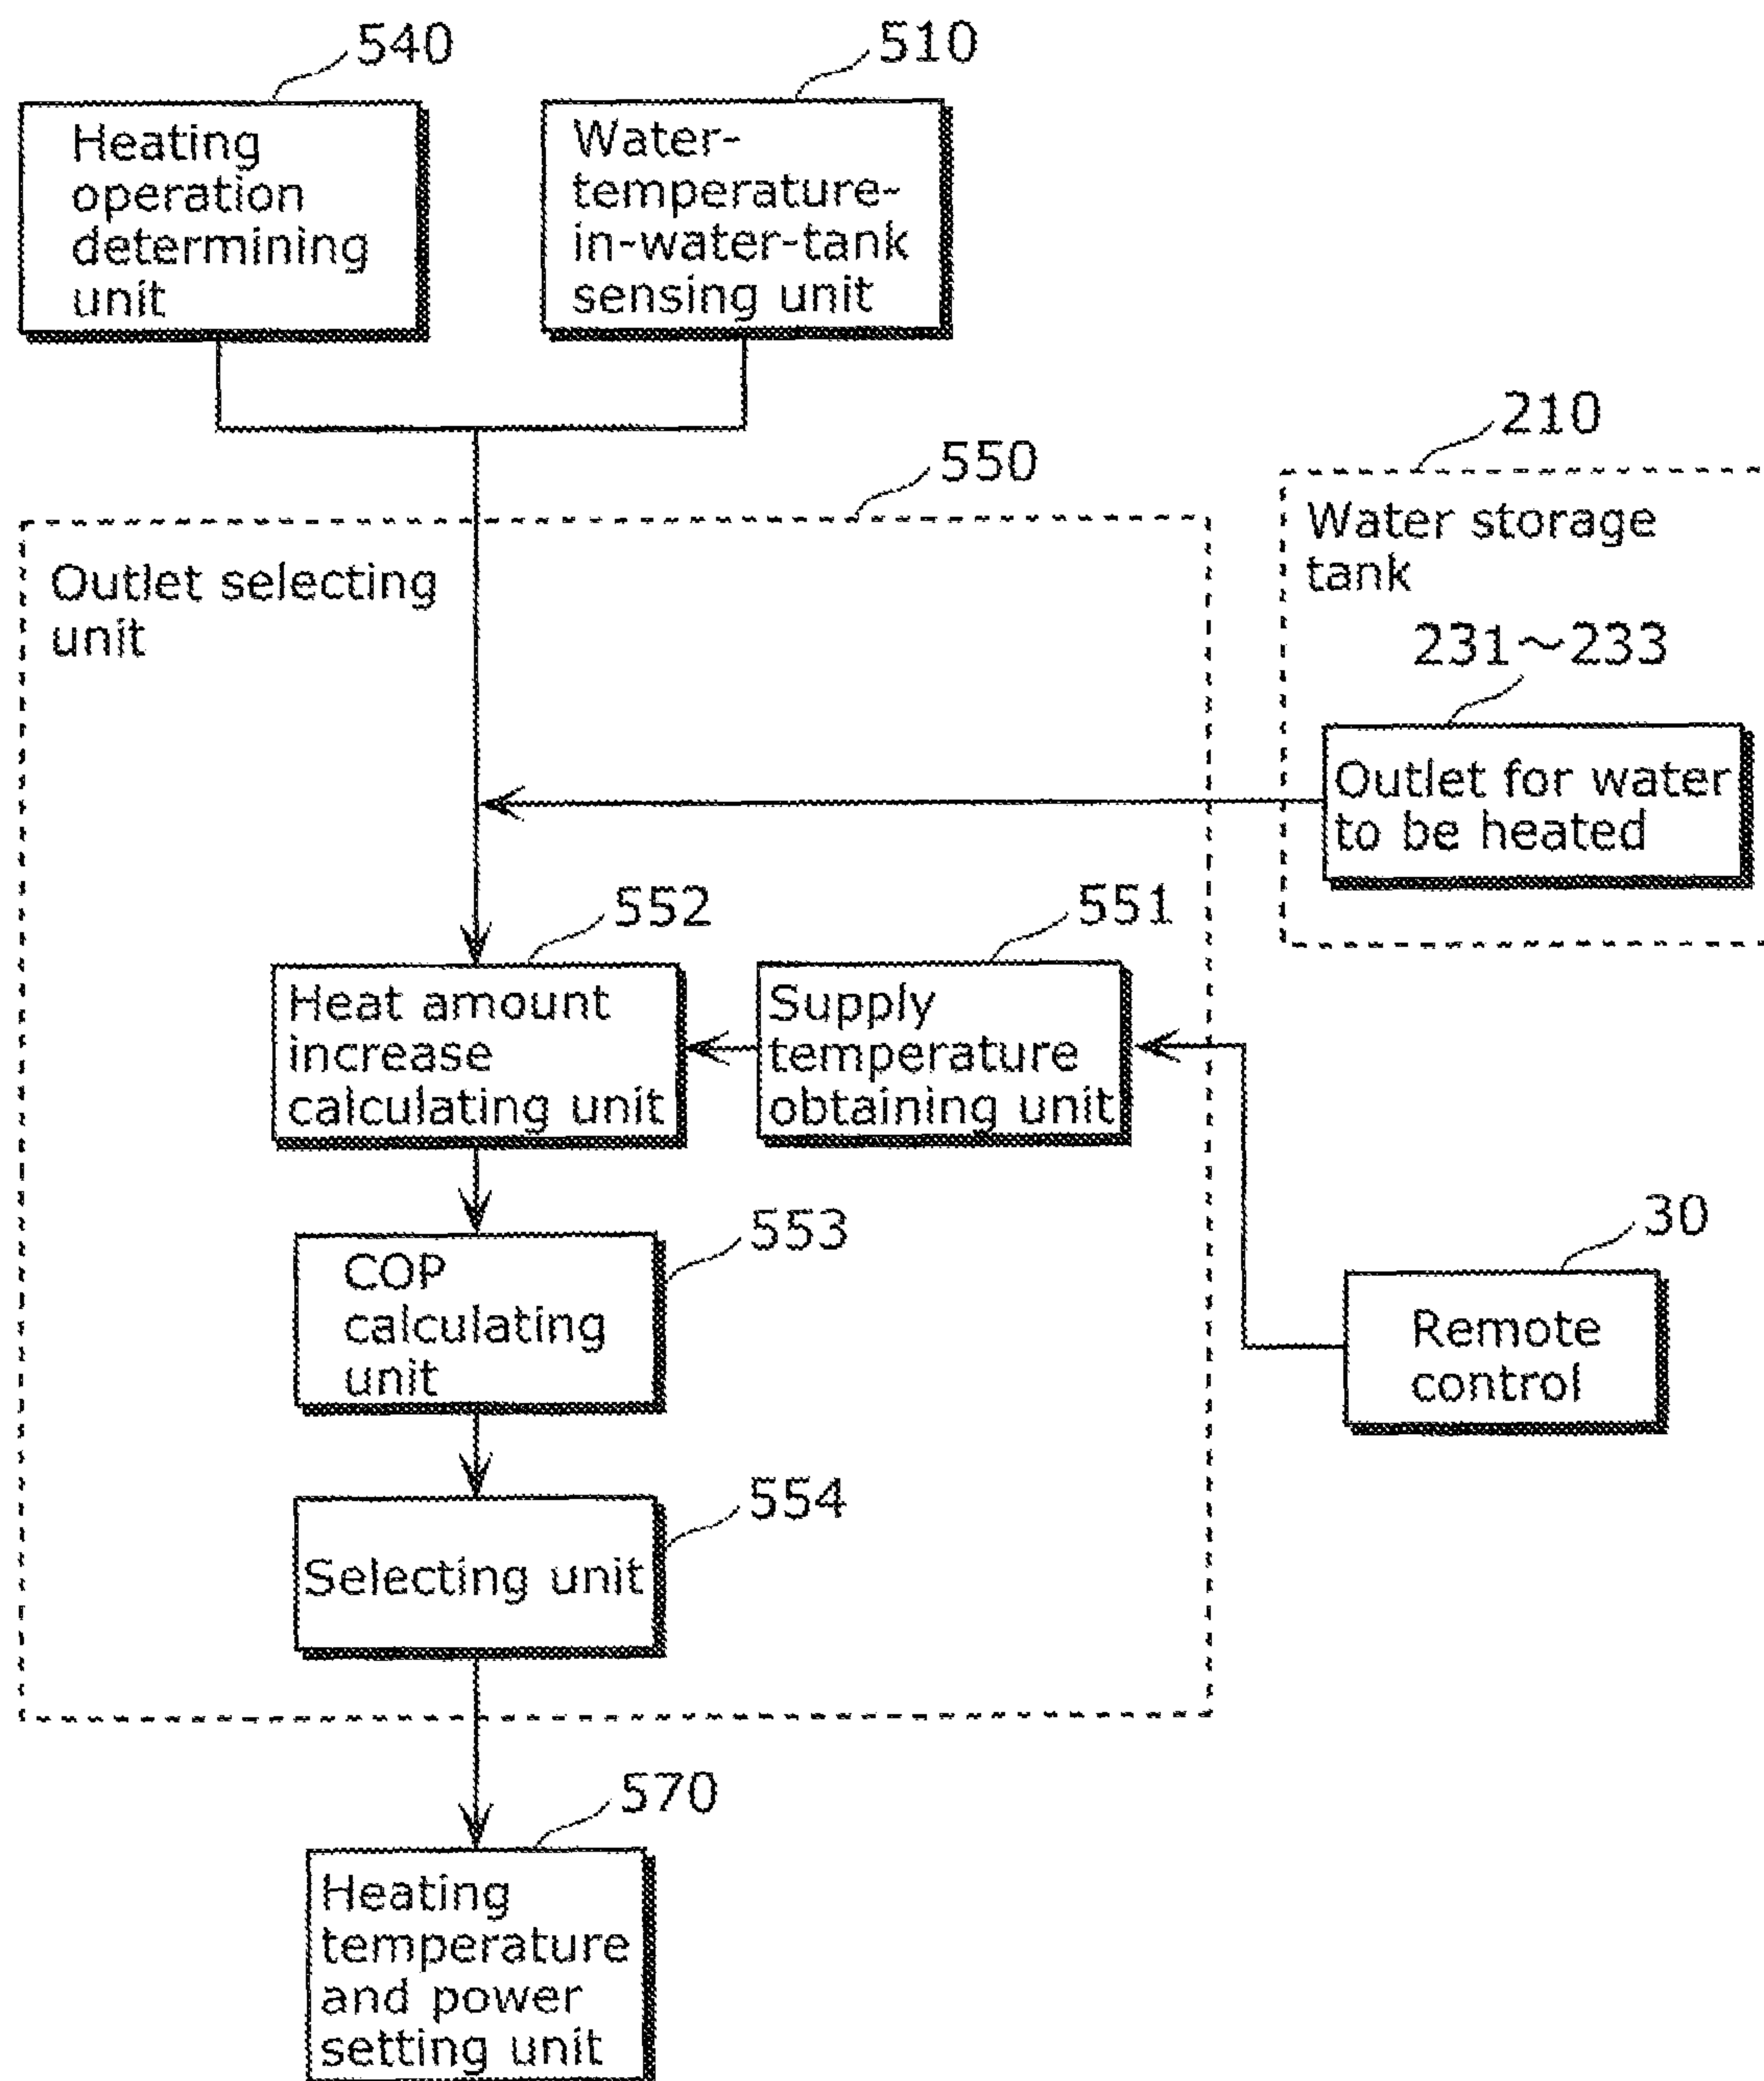 540
510
Heating
operation
determining
unit
Water-
temperature-
in-water-tank
sensing unit
210
550
Water storage
tank
Outlet selecting
unit
231～233
Outlet for water
to be heated
552
551
Heat amount
increase
calculating unit
Supply
temperature
obtaining unit
30
553
COP
calculating
unit
Remote
control
554
Selecting unit
570
Heating
temperature
and power
setting unit